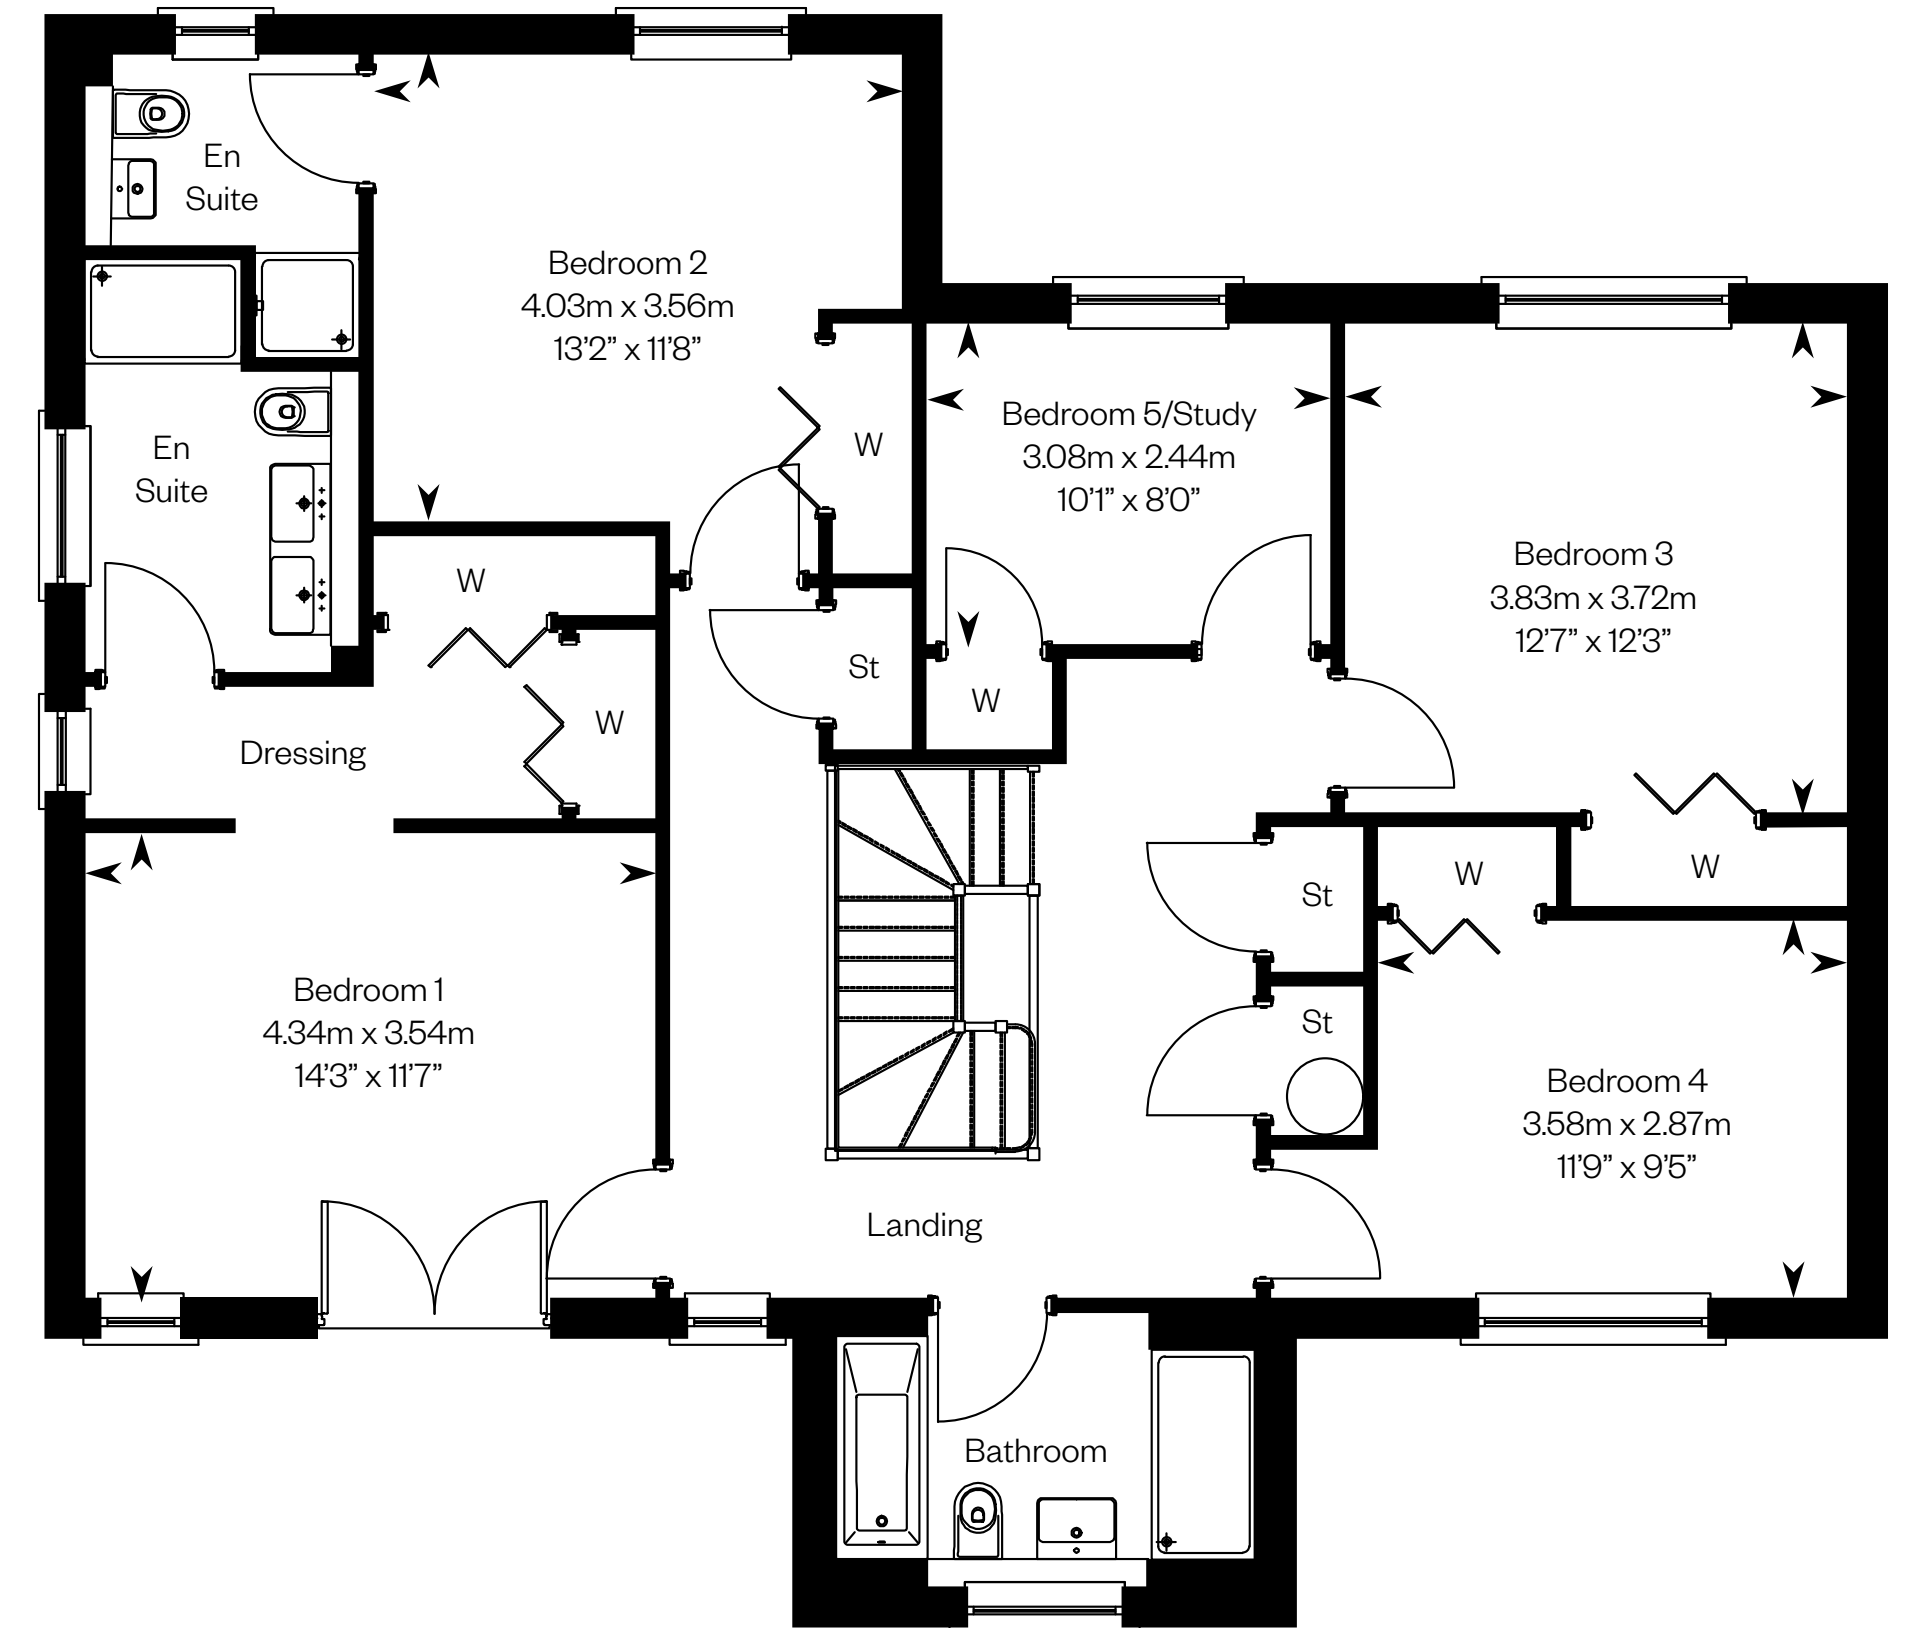 En
Suite
Bedroom 2
4.03m x 3.56m
13’2” x 11’8”
W
Bedroom 5/Study
3.08m x 2.44m
10’1” x 8’0”
En
Suite
Bedroom 3
3.83m x 3.72m
12’7” x 12’3”
W
St
W
W
Dressing
W
W
St
Bedroom 1
4.34m x 3.54m
14’3” x 11’7”
St
Bedroom 4
3.58m x 2.87m
11’9” x 9’5”
Landing
Bathroom